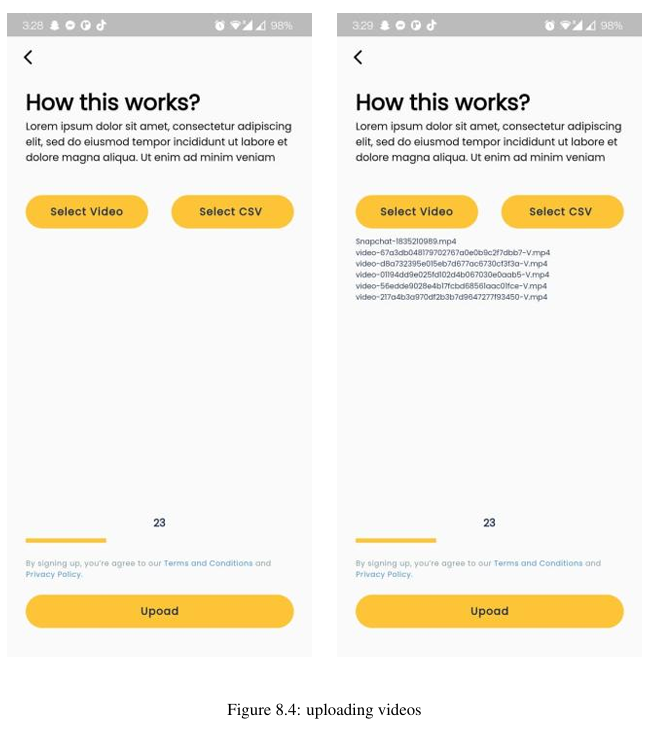 3:28 98%
How this works?
Lorem ipsum dolor sit amet, consectetur adipiscing
elit, sed do eiusmod tempor incididunt ut labore et
dolore magna aliqua. Ut enim ad minim veniam
Select Video Select CSV
23
By signing up, you're agree to our Terms and Conditions and
Privacy Policy.
Upoad
3:29 98%
How this works?
Lorem ipsum dolor sit amet, consectetur adipiscing
elit, sed do eiusmod tempor incididunt ut labore et
dolore magna aliqua. Ut enim ad minim veniam
Select Video Select CSV
Snapchat-1835210989.mp4
video-67a3db048179702767a0e0b9c2f7dbb7-V.mp4
video-d8a732395e015eb7d677ac6730cf3f3a-V.mp4
video-01194dd9e025fd102d4b067030e0aab5-V.mp4
video-56edde9028e4b17fcbd68561aac01fce-V.mp4
video-217a4b3a970df2b3b7d9647277f93450-V.mp4
23
By signing up, you're agree to our Terms and Conditions and
Privacy Policy.
Upoad
Figure 8.4: uploading videos